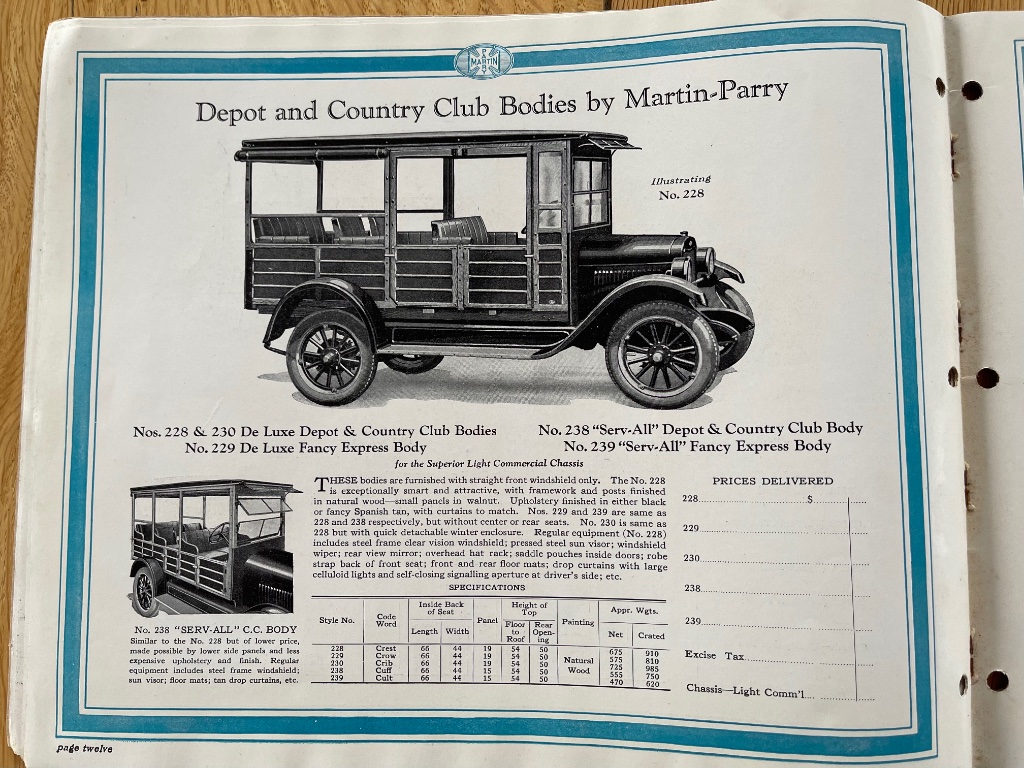 PARRY
MARTIN
Depot and Country Club Bodies by Martin-Parry
Illustrating
No. 228
Nos. 228 & 230 De Luxe Depot & Country Club Bodies
No. 229 De Luxe Fancy Express Body
No. 238 “Serv-All” Depot & Country Club Body
No. 239 “Serv-All” Fancy Express Body
for the Superior Light Commercial Chassis
THESE bodies are furnished with straight front windshield only. The No. 228
is exceptionally smart and attractive, with framework and posts finished
in natural wood—small panels in walnut. Upholstery finished in either black
or fancy Spanish tan, with curtains to match. Nos. 229 and 239 are same as
228 and 238 respectively, but without center or rear seats. No. 230 is same as
228 but with quick detachable winter enclosure. Regular equipment (No. 228)
includes steel frame clear vision windshield; pressed steel sun visor; windshield
wiper; rear view mirror; overhead hat rack; saddle pouches inside doors; robe
strap back of front seat; front and rear floor mats; drop curtains with large
celluloid lights and self-closing signalling aperture at driver's side; etc.
No. 238 “SERV-ALL” C.C. BODY
Similar to the No. 228 but of lower price,
made possible by lower side panels and less
expensive upholstery and finish. Regular
equipment includes steel frame windshield;
sun visor; floor mats; tan drop curtains, etc.
SPECIFICATIONS
Style No. Code Word Inside Back of Seat Length Width Panel Height of Top Floor to Roof Rear Opening Painting Appr. Wgts. Net Crated
228 Crest 66 44 19 54 50 675 910
229 Crow 66 44 19 54 50 575 810
230 Crib 66 44 19 54 50 Natural Wood 725 985
238 Cuff 66 44 15 54 50 555 750
239 Cult 66 44 15 54 50 470 620
PRICES DELIVERED
228 $
229
230
238
239
Excise Tax
Chassis—Light Comm'l
page twelve